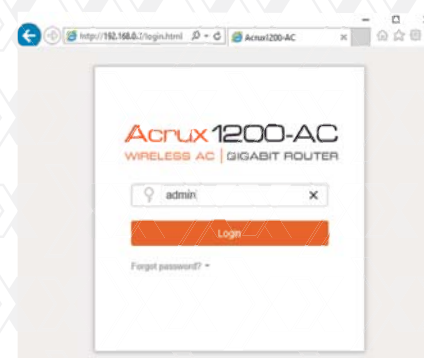 http://192.168.0.1/login.html
Acrux1200-AC
Acrux 1200-AC
WIRELESS AC | GIGABIT ROUTER
admin
Login
Forgot password?